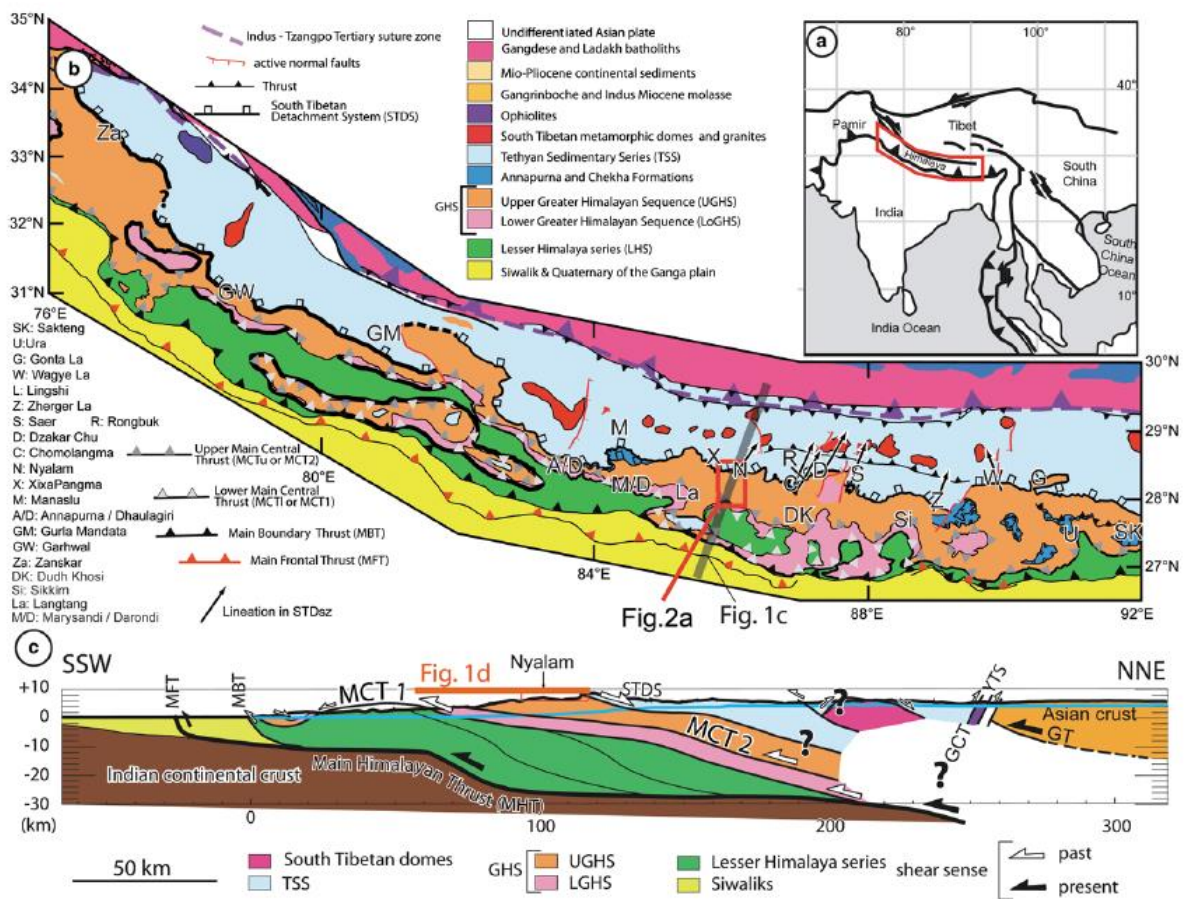 35°N
34°N
33°N
32°N
31°N
76°E
b
Indus - Tzangpo Tertiary suture zone
active normal faults
Thrust
South Tibetan
Detachment System (STDS)
Undifferentiated Asian plate
Gangdese and Ladakh batholiths
Mio-Pliocene continental sediments
Gangrinboche and Indus Miocene molasse
Ophiolites
South Tibetan metamorphic domes and granites
Tethyan Sedimentary Series (TSS)
Annapurna and Chekha Formations
GHS
Upper Greater Himalayan Sequence (UGHS)
Lower Greater Himalayan Sequence (LoGHS)
Lesser Himalaya series (LHS)
Siwalik & Quaternary of the Ganga plain
a
80°
100°
40°
Pamir
Tibet
Himalaya
South
China
India
South
China
Ocean
10°
India Ocean
Za
?
GW
GM
M
A/D
M/D
La
X
N
R
C
D
S
DK
Si
Z
W
G
U
SK
30°N
29°N
28°N
27°N
80°E
84°E
88°E
92°E
Fig.2a
Fig. 1c
SK: Sakteng
U:Ura
G: Gonta La
W: Wagye La
L: Lingshi
Z: Zherger La
S: Saer R: Rongbuk
D: Dzakar Chu
C: Chomolangma
N: Nyalam
X: XixaPangma
M: Manaslu
A/D: Annapurna / Dhaulagiri
GM: Gurla Mandata
GW: Garhwal
Za: Zanskar
DK: Dudh Khosi
Si: Sikkim
La: Langtang
M/D: Marysandi / Darondi
Upper Main Central
Thrust (MCTu or MCT2)
Lower Main Central
Thrust (MCTl or MCT1)
Main Boundary Thrust (MBT)
Main Frontal Thrust (MFT)
Lineation in STDsz
c
SSW
NNE
Fig. 1d
Nyalam
+10
0
-10
-20
-30
(km)
MFT
MBT
MCT 1
STDS
MCT 2
?
?
?
GCT
YTS
Asian crust
GT
Indian continental crust
Main Himalayan Thrust (MHT)
0
100
200
300
50 km
South Tibetan domes
TSS
GHS
UGHS
LGHS
Lesser Himalaya series
Siwaliks
shear sense
past
present